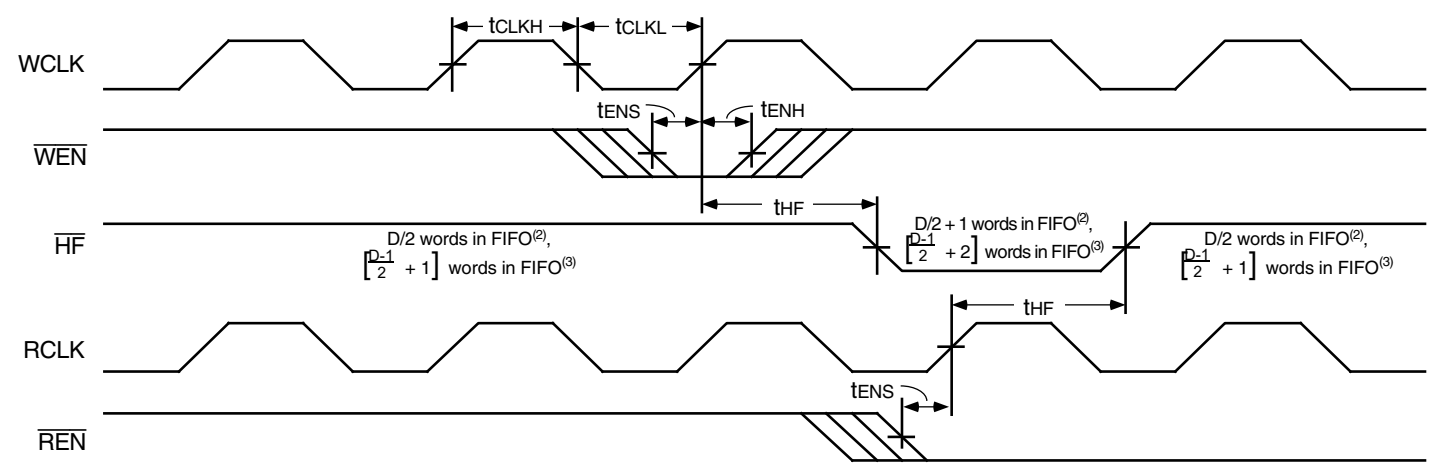 tCLKH
tCLKL
WCLK
tENS
tENH
WEN
tHF
HF
D/2 words in FIFO(2),
[D-1/2 + 1] words in FIFO(3)
D/2 + 1 words in FIFO(2),
[D-1/2 + 2] words in FIFO(3)
D/2 words in FIFO(2),
[D-1/2 + 1] words in FIFO(3)
tHF
RCLK
tENS
REN